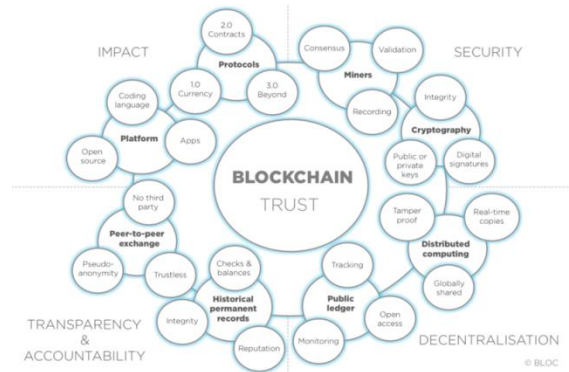 IMPACT
2.0
Contracts
Protocols
1.0
Currency
3.0
Beyond
Coding
language
Platform
Open
source
Apps
SECURITY
Consensus
Validation
Miners
Recording
Integrity
Cryptography
Public or
private
keys
Digital
signatures
BLOCKCHAIN
TRUST
No third
party
Peer-to-peer
exchange
Pseudo-
anonymity
Trustless
Checks &
balances
Historical
permanent
records
Integrity
Reputation
TRANSPARENCY
&
ACCOUNTABILITY
Tamper
proof
Real-time
copies
Distributed
computing
Globally
shared
Tracking
Public
ledger
Monitoring
Open
access
DECENTRALISATION
© BLOC